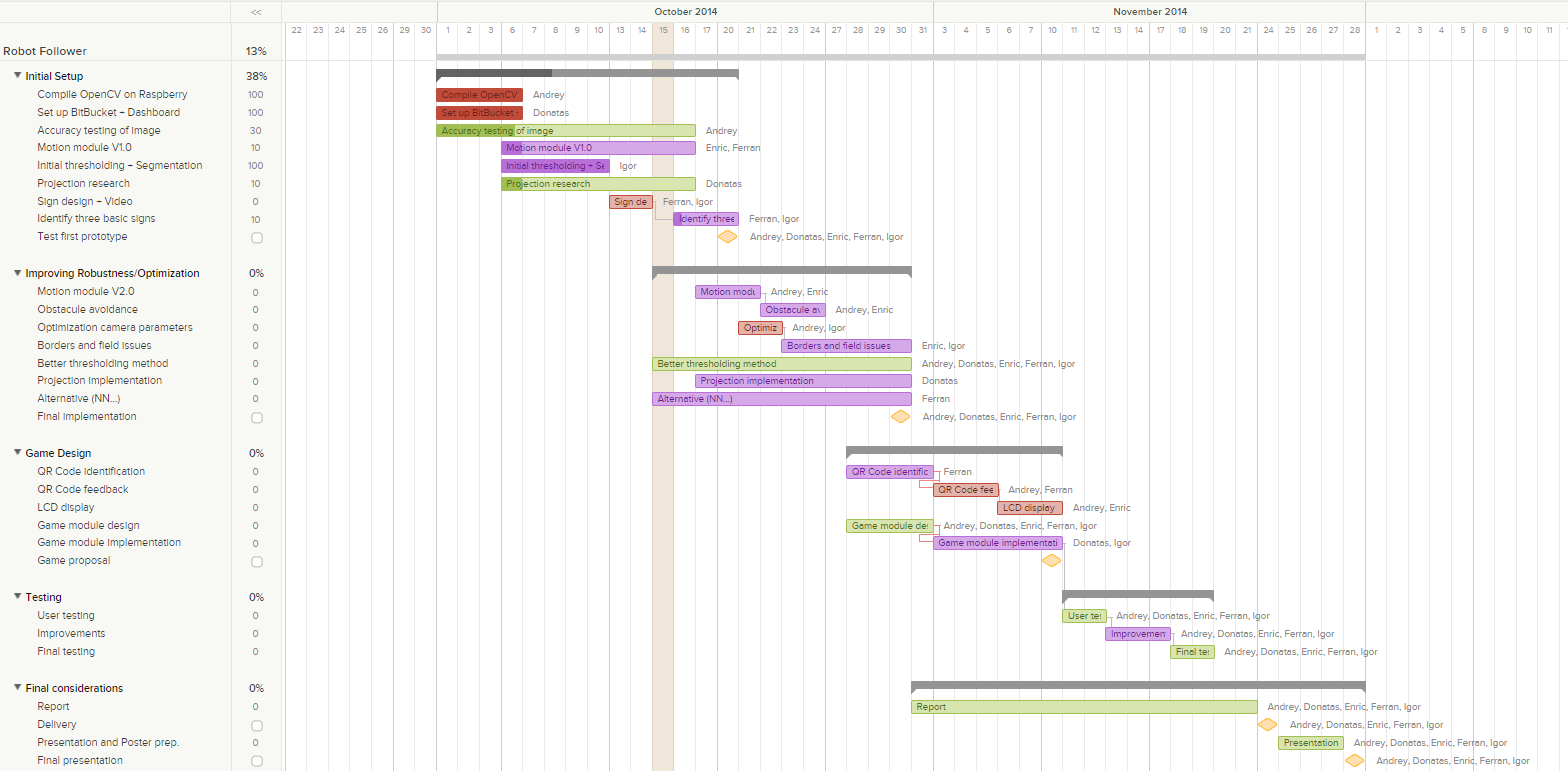 << October 2014 November 2014
22 23 24 25 26 29 30 1 2 3 6 7 8 9 10 13 14 15 16 17 20 21 22 23 24 27 28 29 30 31 3 4 5 6 7 10 11 12 13 14 17 18 19 20 21 24 25 26 27 28 1 2 3 4 5 8 9 10 11
Robot Follower 13%
Initial Setup 38%
Compile OpenCV on Raspberry 100 Compile OpenCV Andrey
Set up BitBucket + Dashboard 100 Set up BitBucket Donatas
Accuracy testing of image 30 Accuracy testing of image Andrey
Motion module V1.0 10 Motion module V1.0 Enric, Ferran
Initial thresholding + Segmentation 100 Initial thresholding + Se Igor
Projection research 10 Projection research Donatas
Sign design + Video 0 Sign de Ferran, Igor
Identify three basic signs 10 Identify three Ferran, Igor
Test first prototype Andrey, Donatas, Enric, Ferran, Igor
Improving Robustness/Optimization 0%
Motion module V2.0 0 Motion modu Andrey, Enric
Obstacule avoidance 0 Obstacule av Andrey, Enric
Optimization camera parameters 0 Optimiz Andrey, Igor
Borders and field issues 0 Borders and field issues Enric, Igor
Better thresholding method 0 Better thresholding method Andrey, Donatas, Enric, Ferran, Igor
Projection implementation 0 Projection implementation Donatas
Alternative (NN...) 0 Alternative (NN...) Ferran
Final implementation Andrey, Donatas, Enric, Ferran, Igor
Game Design 0%
QR Code identification 0 QR Code identific Ferran
QR Code feedback 0 QR Code fee Andrey, Ferran
LCD display 0 LCD display Andrey, Enric
Game module design 0 Game module des Andrey, Donatas, Enric, Ferran, Igor
Game module implementation 0 Game module implementati Donatas, Igor
Game proposal
Testing 0%
User testing 0 User tes Andrey, Donatas, Enric, Ferran, Igor
Improvements 0 Improvemen Andrey, Donatas, Enric, Ferran, Igor
Final testing 0 Final tes Andrey, Donatas, Enric, Ferran, Igor
Final considerations 0%
Report 0 Report Andrey, Donatas, Enric, Ferran, Igor
Delivery Andrey, Donatas, Enric, Ferran, Igor
Presentation and Poster prep. 0 Presentation Andrey, Donatas, Enric, Ferran, Igor
Final presentation Andrey, Donatas, Enric, Ferran, Igor